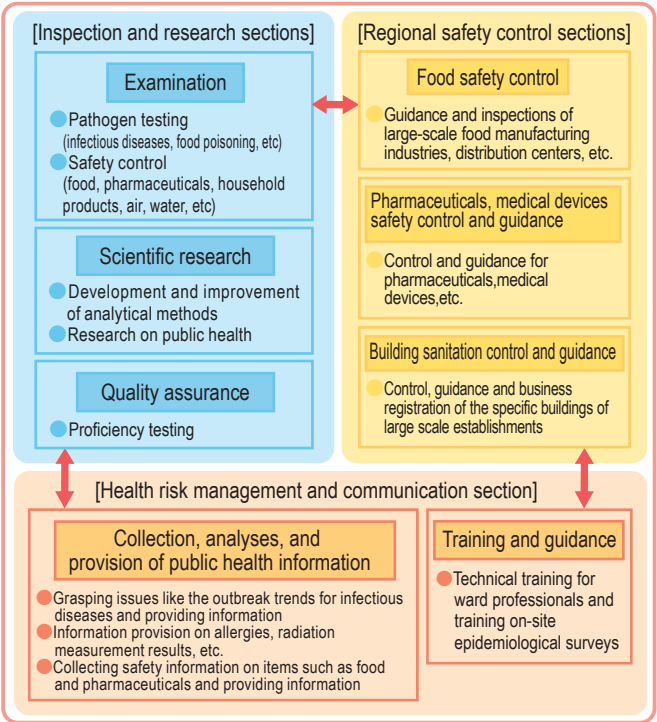 [Inspection and research sections]
Examination
Pathogen testing
(infectious diseases, food poisoning, etc)
Safety control
(food, pharmaceuticals, household
products, air, water, etc)
Scientific research
Development and improvement
of analytical methods
Research on public health
Quality assurance
Proficiency testing
[Regional safety control sections]
Food safety control
Guidance and inspections of
large-scale food manufacturing
industries, distribution centers, etc.
Pharmaceuticals, medical devices
safety control and guidance
Control and guidance for
pharmaceuticals,medical
devices,etc.
Building sanitation control and guidance
Control, guidance and business
registration of the specific buildings of
large scale establishments
[Health risk management and communication section]
Collection, analyses, and
provision of public health information
Grasping issues like the outbreak trends for infectious
diseases and providing information
Information provision on allergies, radiation
measurement results, etc.
Collecting safety information on items such as food
and pharmaceuticals and providing information
Training and guidance
Technical training for
ward professionals and
training on-site
epidemiological surveys